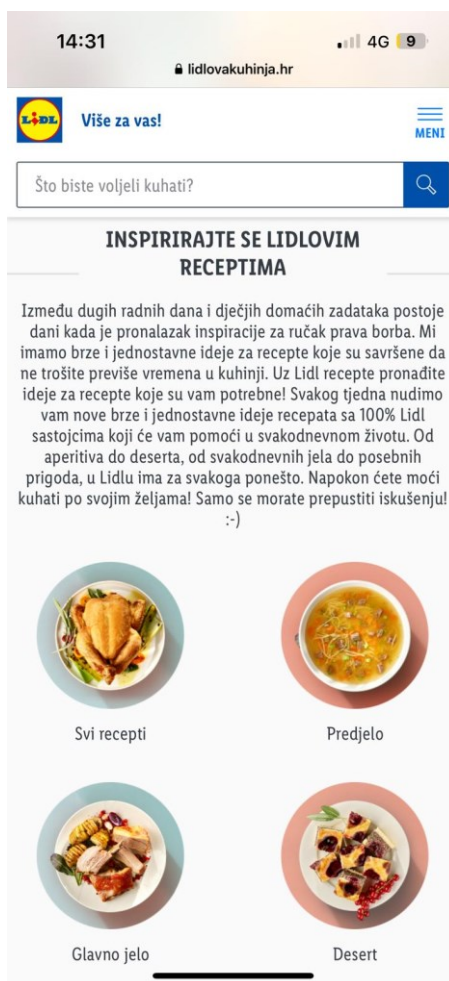 14:31
4G 9
lidlovakuhinja.hr
LIDL
Više za vas!
MENI
Što biste voljeli kuhati?
INSPIRIRAJTE SE LIDLOVIM
RECEPTIMA
Između dugih radnih dana i dječjih domaćih zadataka postoje
dani kada je pronalazak inspiracije za ručak prava borba. Mi
imamo brze i jednostavne ideje za recepte koje su savršene da
ne trošite previše vremena u kuhinji. Uz Lidl recepte pronađite
ideje za recepte koje su vam potrebne! Svakog tjedna nudimo
vam nove brze i jednostavne ideje recepata sa 100% Lidl
sastojcima koji će vam pomoći u svakodnevnom životu. Od
aperitiva do deserta, od svakodnevnih jela do posebnih
prigoda, u Lidlu ima za svakoga ponešto. Napokon ćete moći
kuhati po svojim željama! Samo se morate prepustiti iskušenju!
:-)
Svi recepti
Predjelo
Glavno jelo
Desert